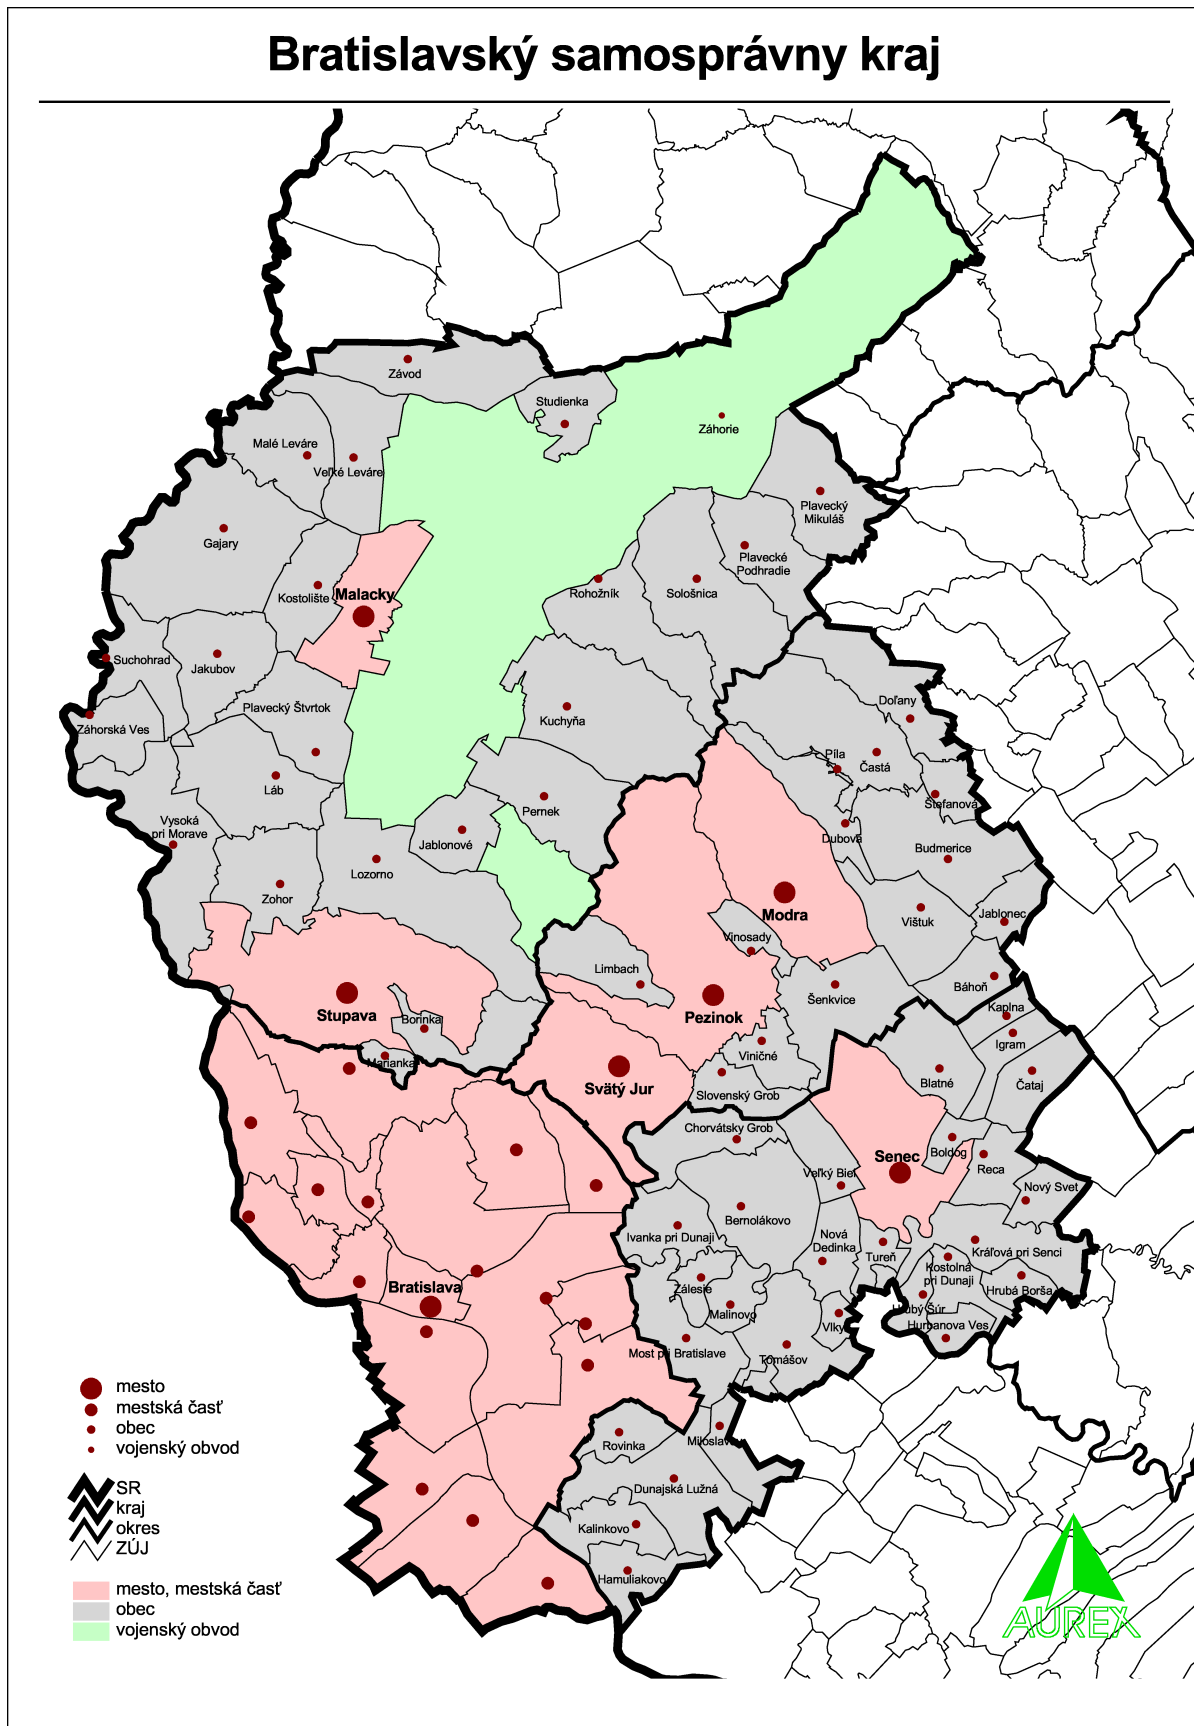 Bratislavský samosprávny kraj
Závod
Studienka
Záhorie
Malé Leváre
Veľké Leváre
Plavecký
Mikuláš
Gajary
Plavecké
Podhradie
Kostolište
Malacky
Rohožník
Sološnica
Suchohrad
Jakubov
Plavecký Štvrtok
Kuchyňa
Doľany
Záhorská Ves
Píla
Častá
Láb
Štefanová
Pernek
Vysoká
pri Morave
Jablonové
Dubová
Budmerice
Lozorno
Zohor
Modra
Vištuk
Jablonec
Vinosady
Limbach
Báhoň
Šenkvice
Stupava
Borinka
Pezinok
Kaplna
Igram
Marianka
Viničné
Svätý Jur
Slovenský Grob
Blatné
Čataj
Chorvátsky Grob
Senec
Boldog
Veľký Biel
Reca
Nový Svet
Bernolákovo
Ivanka pri Dunaji
Nová
Dedinka
Tureň
Kráľová pri Senci
Kostolná
pri Dunaji
Zálesie
Bratislava
Malinovo
Hrubá Borša
Hrubý Šúr
Vlky
Hurbanova Ves
Most pri Bratislave
Tomášov
Rovinka
Miloslavov
Dunajská Lužná
Kalinkovo
Hamuliakovo
mesto
mestská časť
obec
vojenský obvod
SR
kraj
okres
ZÚJ
mesto, mestská časť
obec
vojenský obvod
AUREX